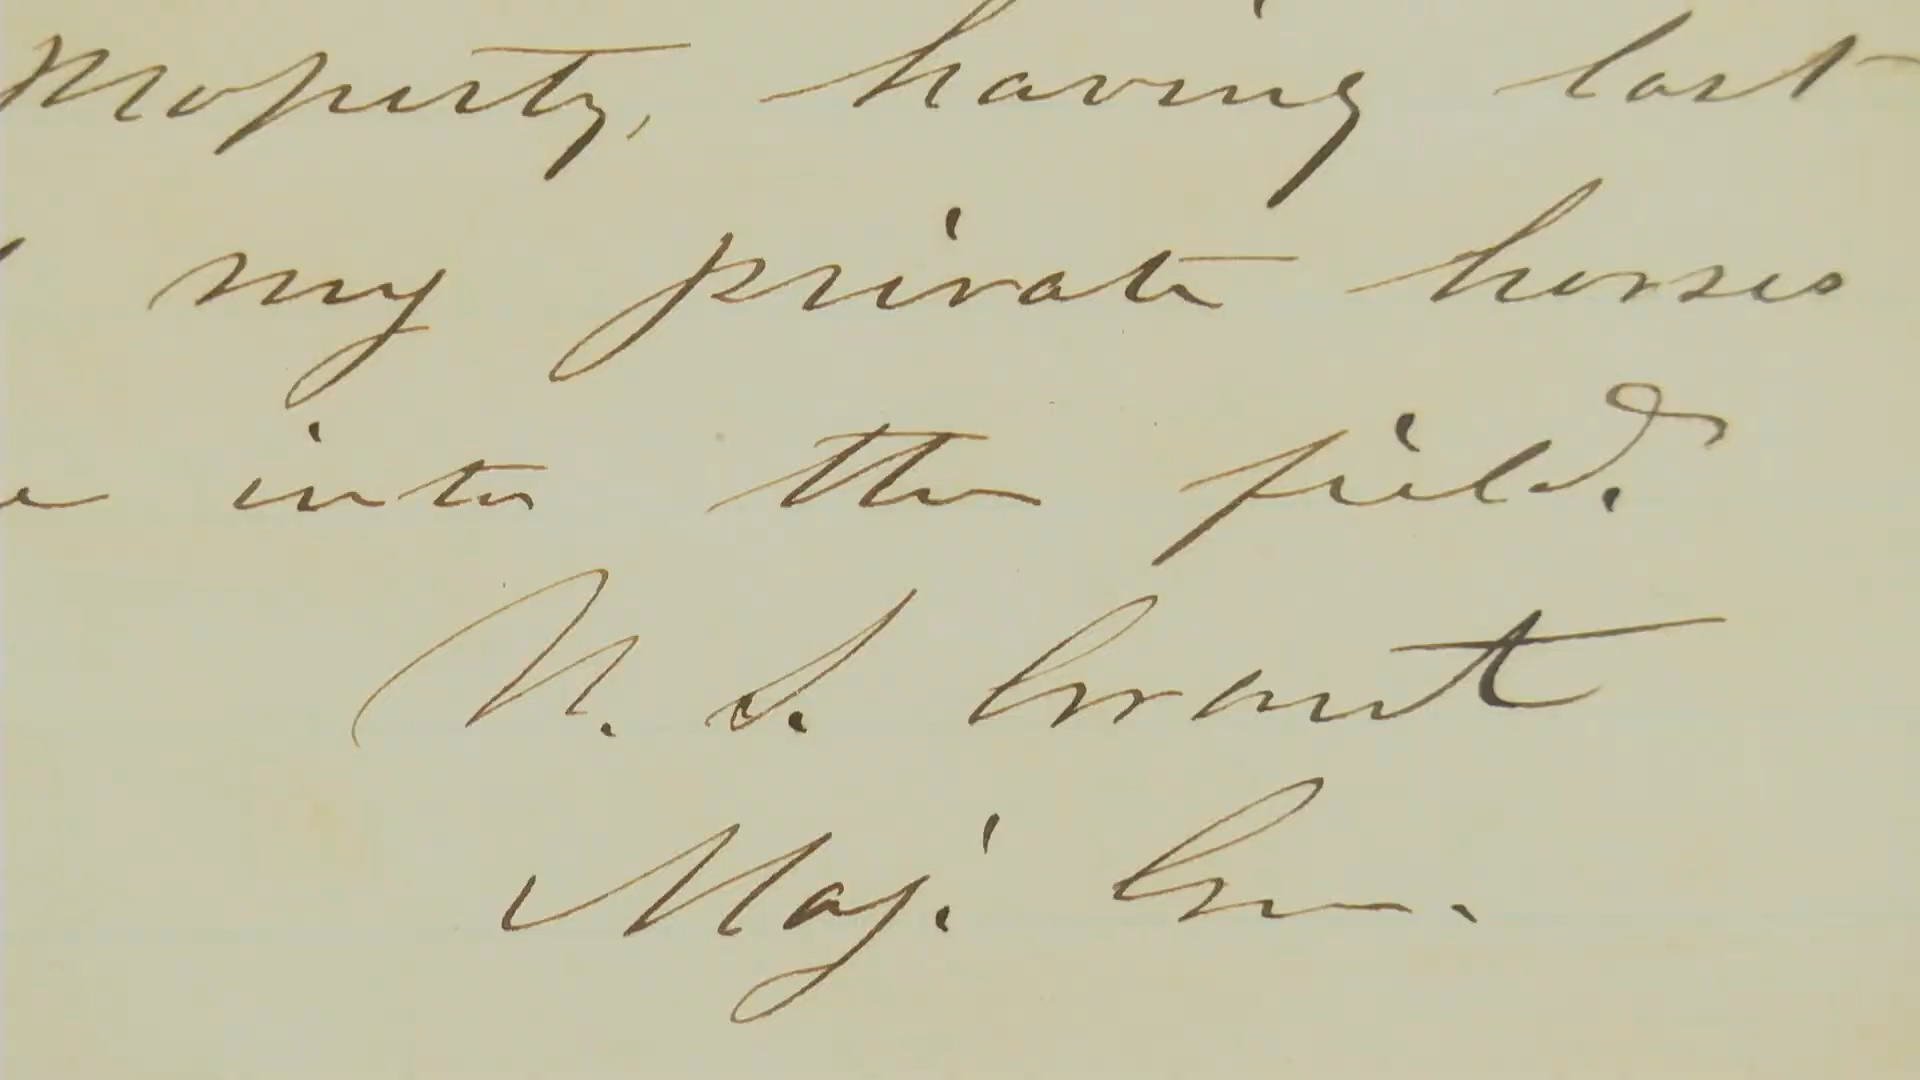 property, having lost
my private horses
into the field.
U. S. Grant
Maj. Gen.